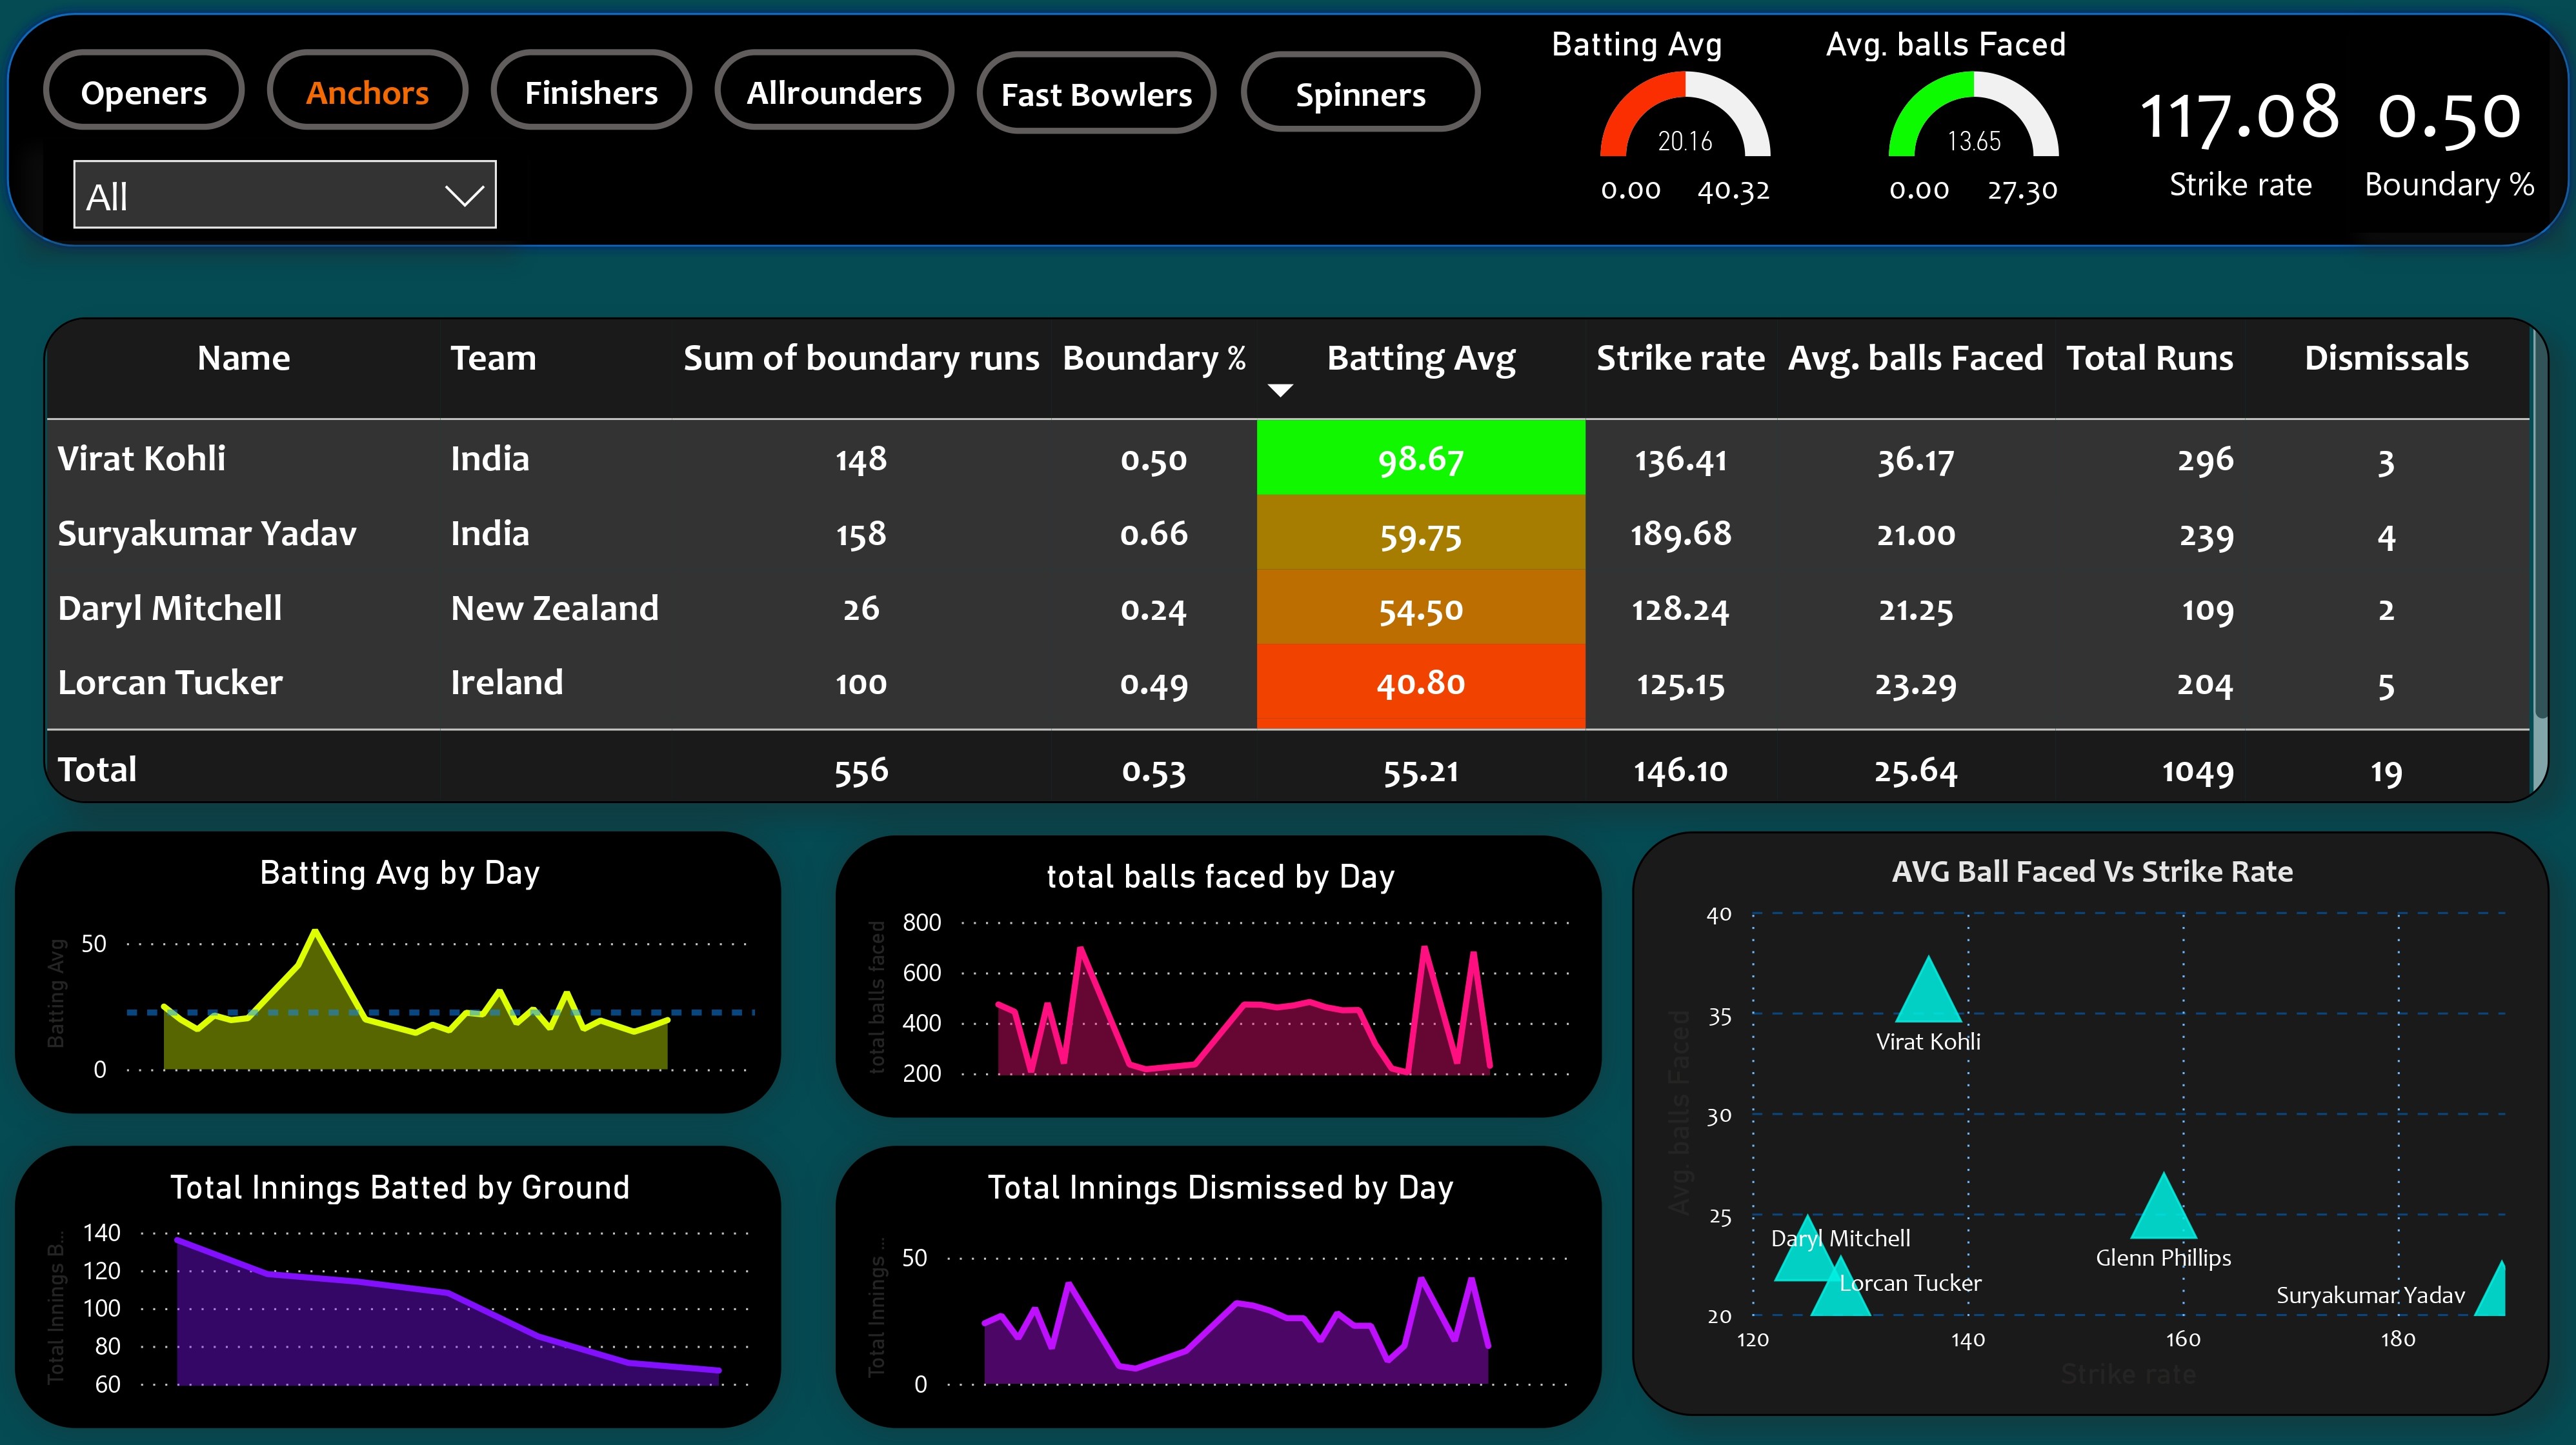 Openers Anchors Finishers Allrounders Fast Bowlers Spinners
All
Batting Avg
20.16
0.00 40.32
Avg. balls Faced
13.65
0.00 27.30
117.08
Strike rate
0.50
Boundary %
Name Team Sum of boundary runs Boundary % Batting Avg Strike rate Avg. balls Faced Total Runs Dismissals
Virat Kohli India 148 0.50 98.67 136.41 36.17 296 3
Suryakumar Yadav India 158 0.66 59.75 189.68 21.00 239 4
Daryl Mitchell New Zealand 26 0.24 54.50 128.24 21.25 109 2
Lorcan Tucker Ireland 100 0.49 40.80 125.15 23.29 204 5
Total 556 0.53 55.21 146.10 25.64 1049 19
Batting Avg by Day
Batting Avg
50
0
total balls faced by Day
total balls faced
800
600
400
200
AVG Ball Faced Vs Strike Rate
Avg. balls Faced
40
35
30
25
20
Virat Kohli
Daryl Mitchell
Lorcan Tucker
Glenn Phillips
Suryakumar Yadav
120 140 160 180
Strike rate
Total Innings Batted by Ground
Total Innings B...
140
120
100
80
60
Total Innings Dismissed by Day
Total Innings ...
50
0